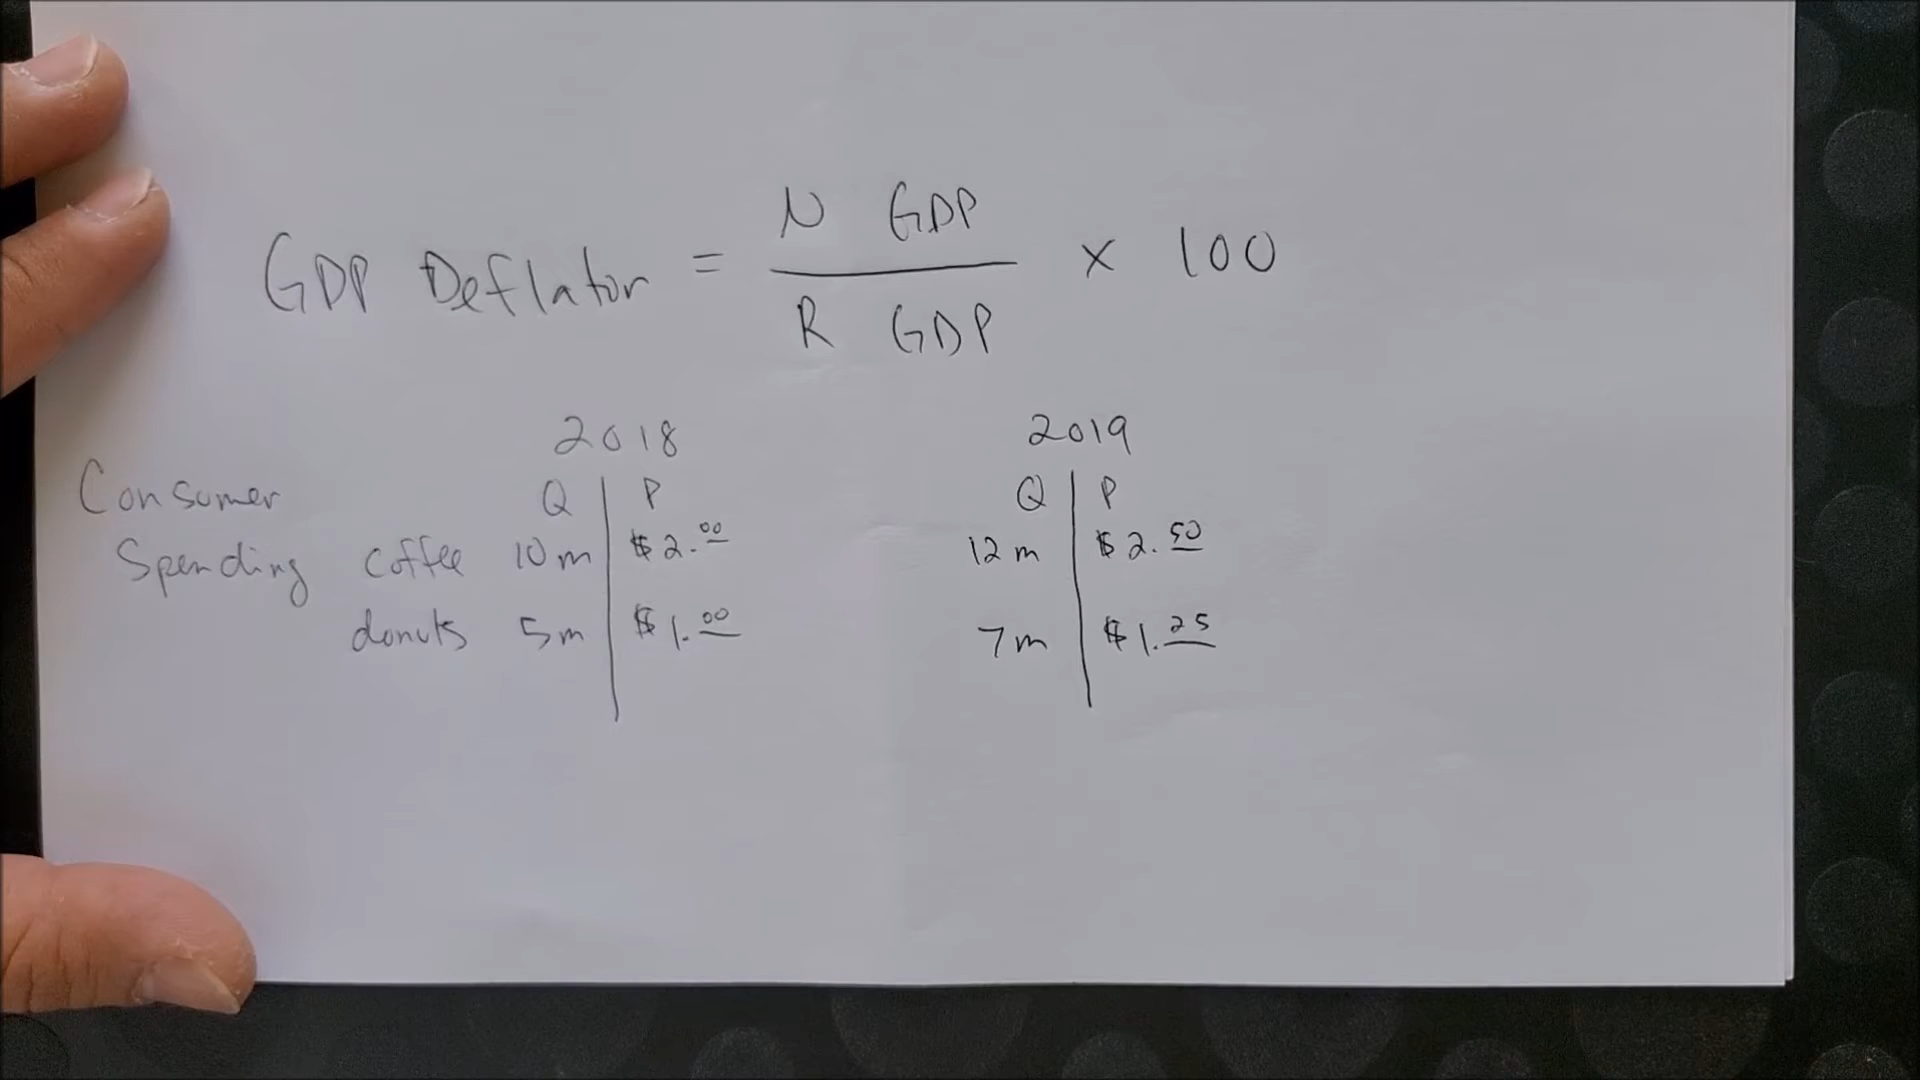 GDP Deflator = N GDP / R GDP x 100
2018 2019
Consumer Q P Q P
Spending coffee 10m $2.00 12m $2.50
donuts 5m $1.00 7m $1.25